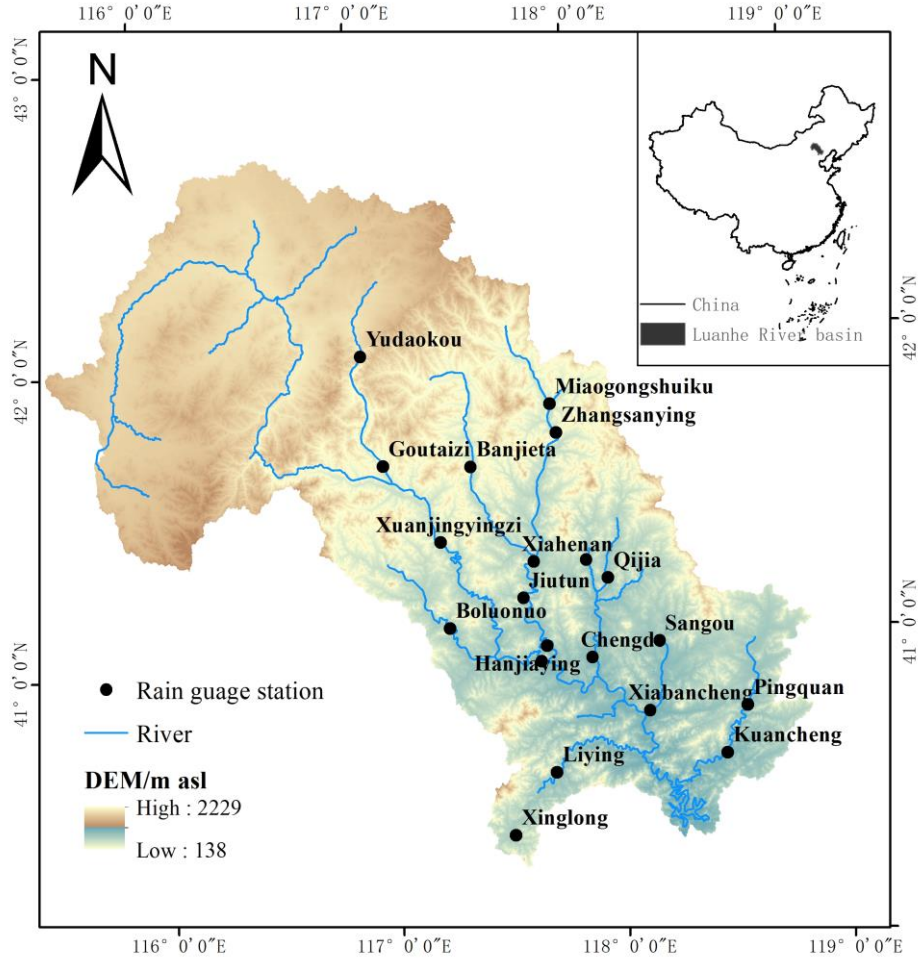 116° 0′ 0″E 117° 0′ 0″E 118° 0′ 0″E 119° 0′ 0″E
43° 0′ 0″N
N
China
Luanhe River basin
42° 0′ 0″N
42° 0′ 0″N
Yudaokou
Miaogongshuiku
Zhangsanying
Goutaizi Banjieta
Xuanjingyingzi
Xiahenan
Qijia
Jiutun
Boluonuo
Sangou
Chengd
Hanjiaying
41° 0′ 0″N
41° 0′ 0″N
Xiabancheng
Pingquan
Kuancheng
Liying
Xinglong
Rain guage station
River
DEM/m asl
High : 2229
Low : 138
116° 0′ 0″E 117° 0′ 0″E 118° 0′ 0″E 119° 0′ 0″E